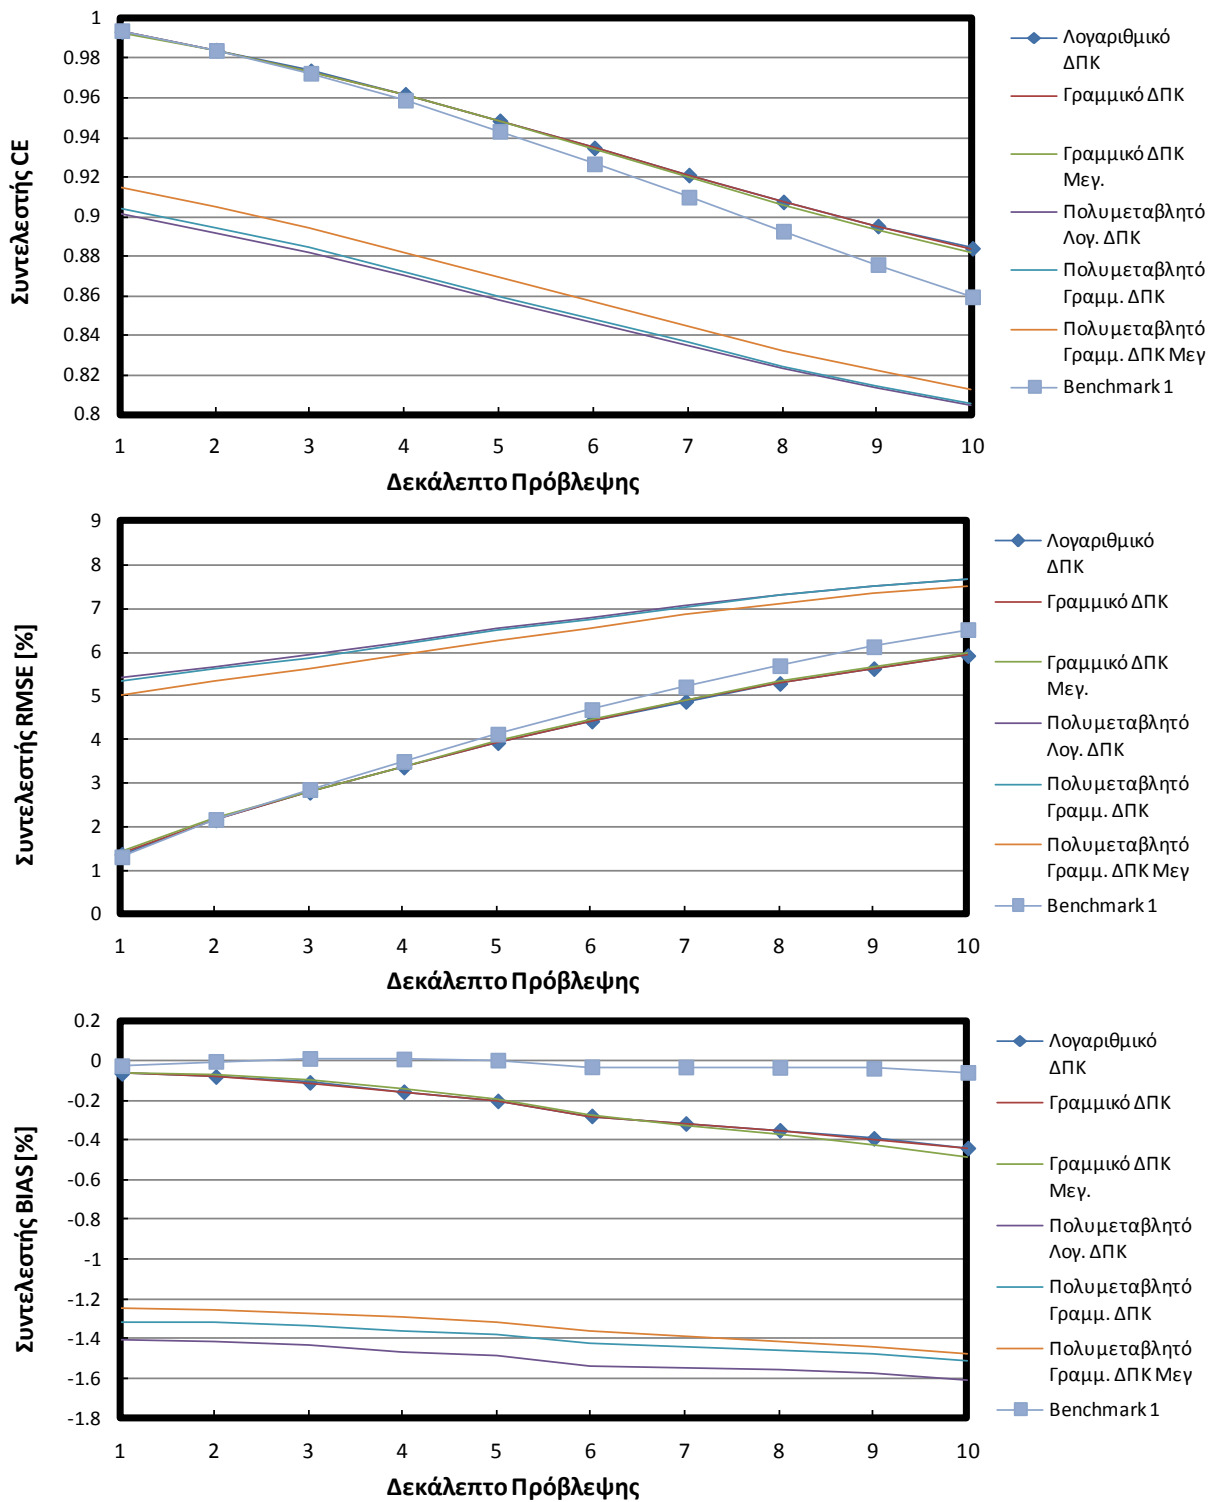 1
0.98
0.96
0.94
0.92
0.9
0.88
0.86
0.84
0.82
0.8
Συντελεστής CE
1 2 3 4 5 6 7 8 9 10
Δεκάλεπτο Πρόβλεψης
Λογαριθμικό
ΔΠΚ
Γραμμικό ΔΠΚ
Γραμμικό ΔΠΚ
Μεγ.
Πολυμεταβλητό
Λογ. ΔΠΚ
Πολυμεταβλητό
Γραμμ. ΔΠΚ
Πολυμεταβλητό
Γραμμ. ΔΠΚ Μεγ
Benchmark 1
9
8
7
6
5
4
3
2
1
0
Συντελεστής RMSE [%]
1 2 3 4 5 6 7 8 9 10
Δεκάλεπτο Πρόβλεψης
Λογαριθμικό
ΔΠΚ
Γραμμικό ΔΠΚ
Γραμμικό ΔΠΚ
Μεγ.
Πολυμεταβλητό
Λογ. ΔΠΚ
Πολυμεταβλητό
Γραμμ. ΔΠΚ
Πολυμεταβλητό
Γραμμ. ΔΠΚ Μεγ
Benchmark 1
0.2
0
-0.2
-0.4
-0.6
-0.8
-1
-1.2
-1.4
-1.6
-1.8
Συντελεστής BIAS [%]
1 2 3 4 5 6 7 8 9 10
Δεκάλεπτο Πρόβλεψης
Λογαριθμικό
ΔΠΚ
Γραμμικό ΔΠΚ
Γραμμικό ΔΠΚ
Μεγ.
Πολυμεταβλητό
Λογ. ΔΠΚ
Πολυμεταβλητό
Γραμμ. ΔΠΚ
Πολυμεταβλητό
Γραμμ. ΔΠΚ Μεγ
Benchmark 1